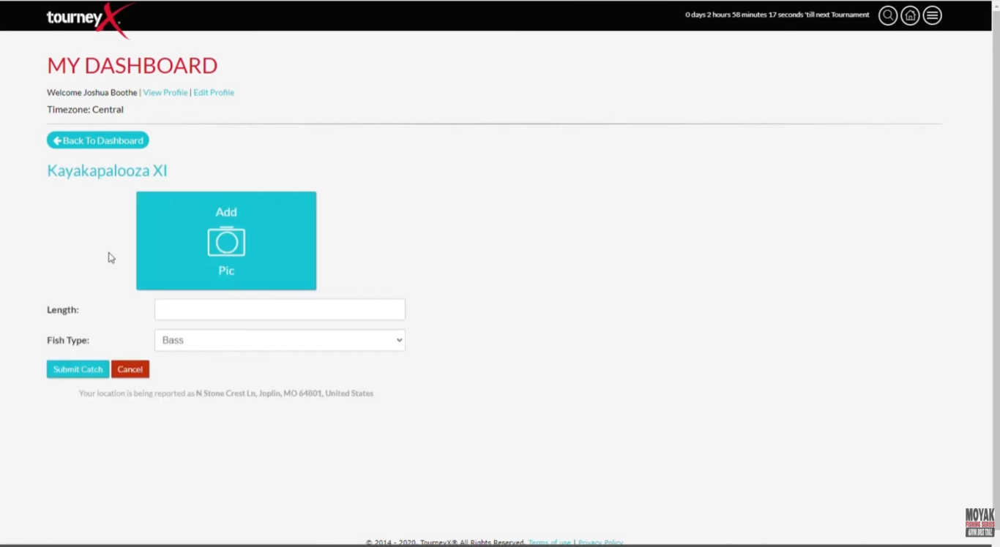 tourneyX
0 days 2 hours 58 minutes 17 seconds 'till next Tournament
MY DASHBOARD
Welcome Joshua Boothe | View Profile | Edit Profile
Timezone: Central
Back To Dashboard
Kayakapalooza XI
Add
Pic
Length:
Fish Type: Bass
Submit Catch Cancel
Your location is being reported as N Stone Crest Ln, Joplin, MO 64801, United States
MOYAK
FISHING SERIES
KAYAK BASS TRAIL
© 2014 - 2020. TourneyX® All Rights Reserved. Terms of use | Privacy Policy